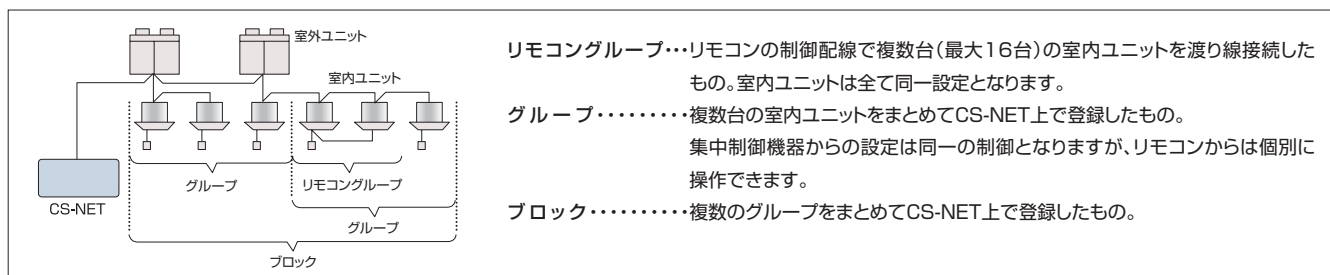 室外ユニット
室内ユニット
グループ
リモコングループ
CS-NET
グループ
ブロック
リモコングループ･･･リモコンの制御配線で複数台(最大16台)の室内ユニットを渡り線接続した
もの。室内ユニットは全て同一設定となります。
グループ･････････複数台の室内ユニットをまとめてCS-NET上で登録したもの。
集中制御機器からの設定は同一の制御となりますが、リモコンからは個別に
操作できます。
ブロック･･････････複数のグループをまとめてCS-NET上で登録したもの。